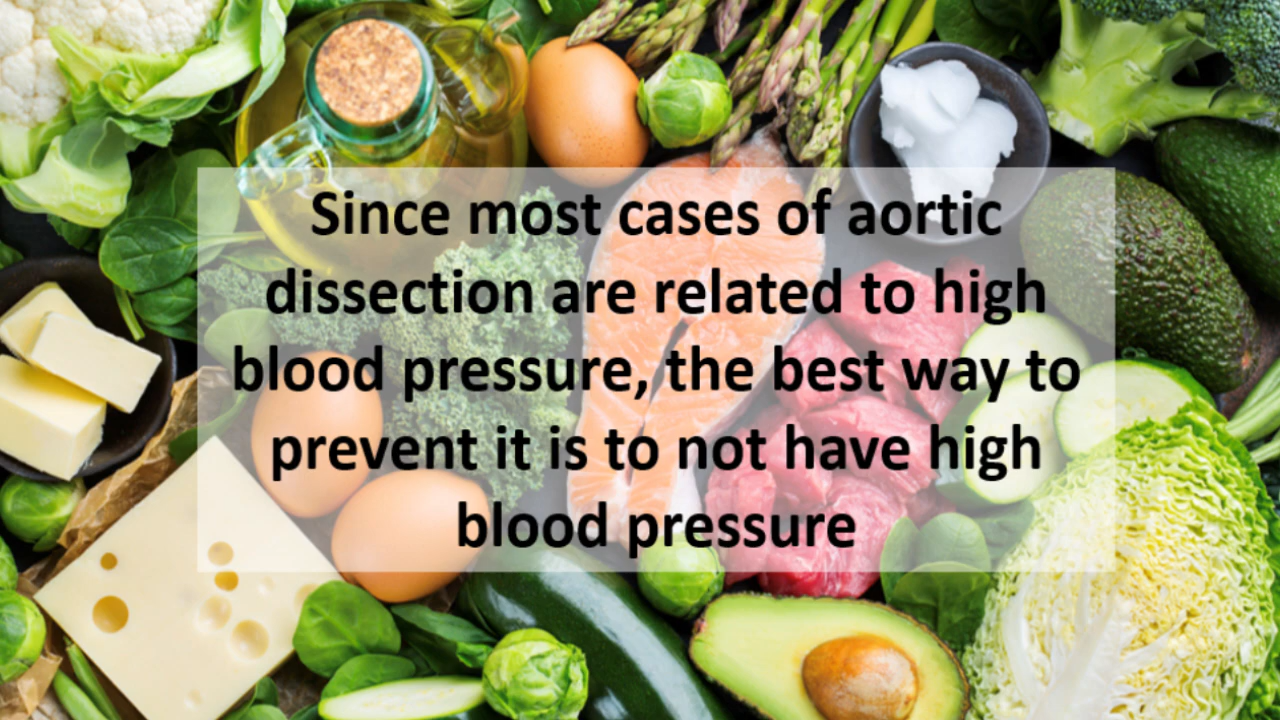 Since most cases of aortic
dissection are related to high
blood pressure, the best way to
prevent it is to not have high
blood pressure